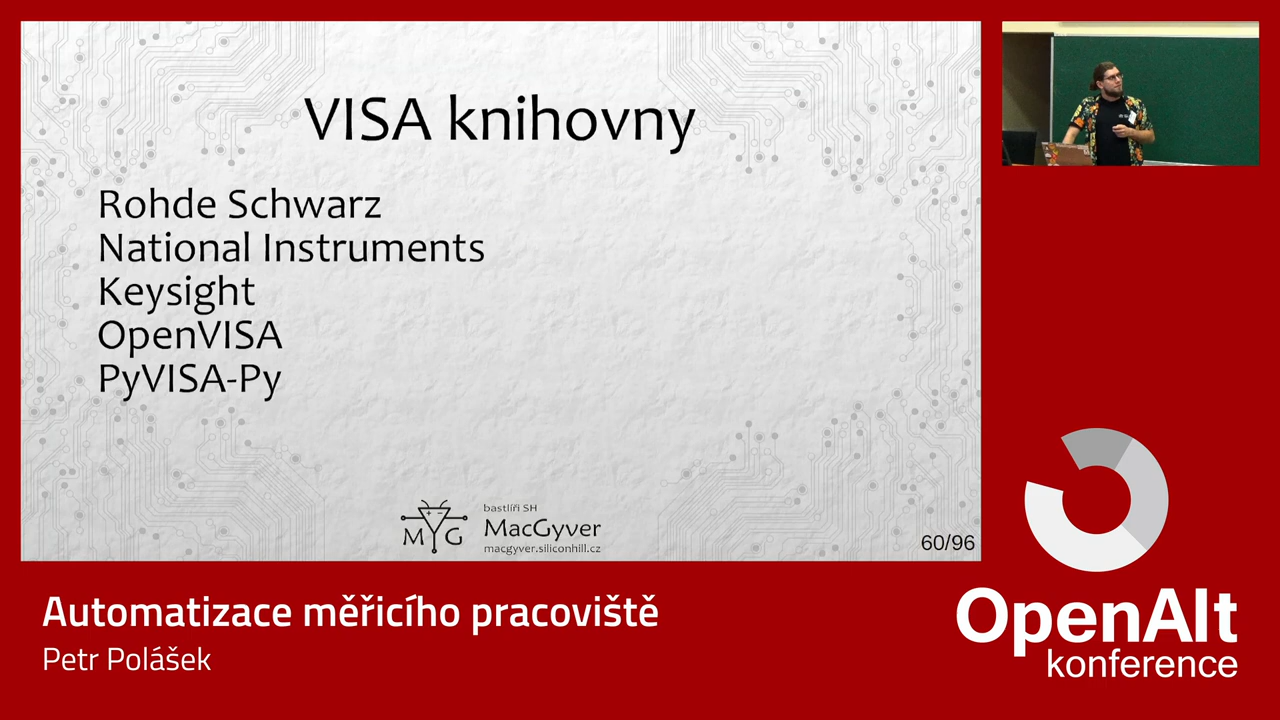 VISA knihovny
Rohde Schwarz
National Instruments
Keysight
OpenVISA
PyVISA-Py
MYG
bastlíři SH
MacGyver
macgyver.siliconhill.cz
60/96
Automatizace měřicího pracoviště
Petr Polášek
OpenAlt
konference